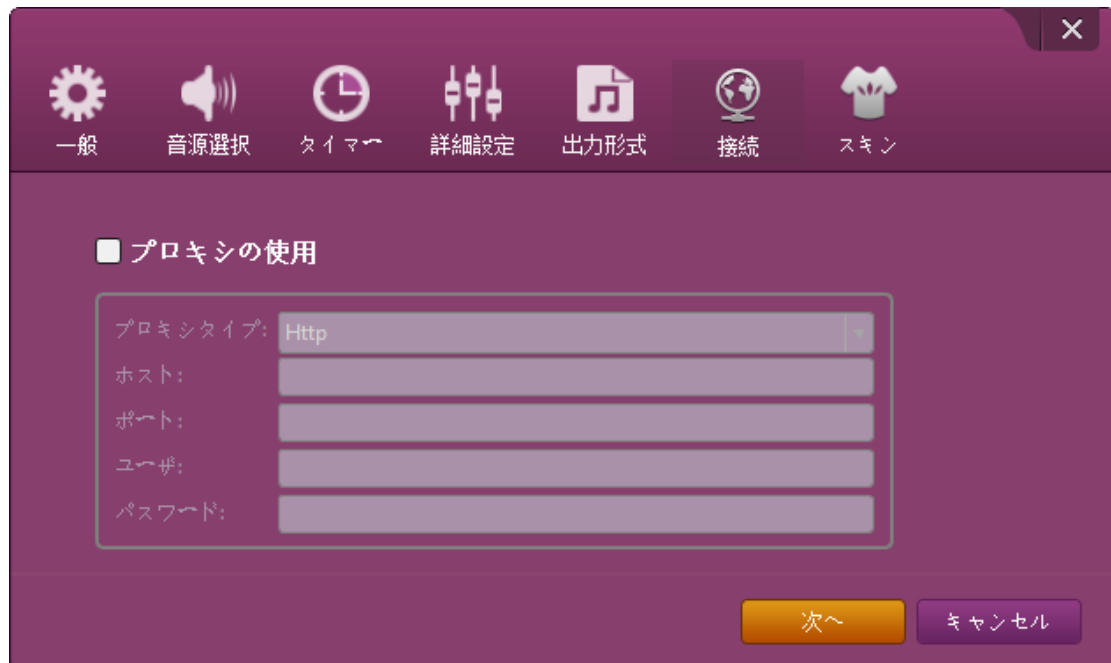 一般 音源選択 タイマー 詳細設定 出力形式 接続 スキン
プロキシの使用
プロキシタイプ: Http
ホスト:
ポート:
ユーザ:
パスワード:
次へ キャンセル